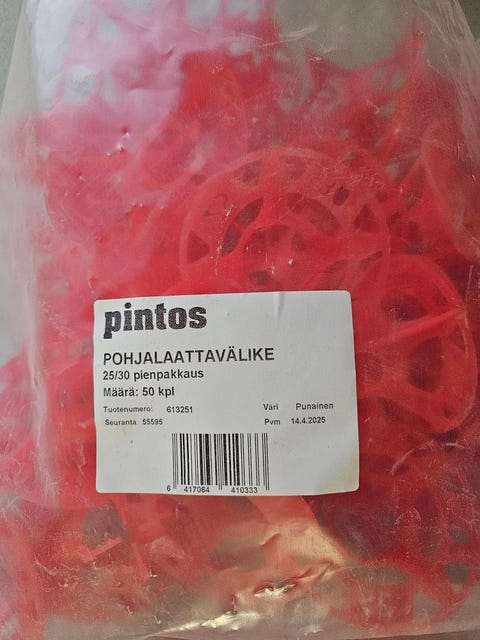 pintos
POHJALAATTAVÄLIKE
25/30 pienpakkaus
Määrä: 50 kpl
Tuotenumero: 613251 Väri Punainen
Seuranta 55595 Pvm 14.4.2025
6 417064 410333